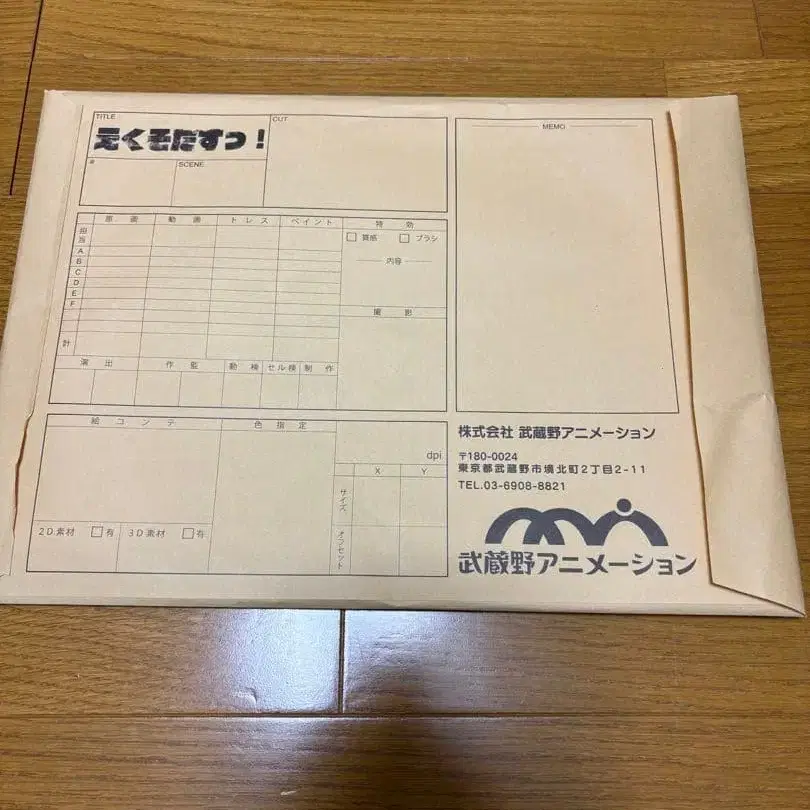 TITLE
えくそだすっ!
CUT
#
SCENE
MEMO
原画 動画 トレス ペイント 特効
担当
A
B
C
D
E
F
計
質感 ブラシ
内容
撮影
演出 作監 動検 セル検 制作
絵コンテ 色指定
dpi
X Y
サイズ
オフセット
2D素材 有 3D素材 有
株式会社 武蔵野アニメーション
〒180-0024
東京都武蔵野市境北町2丁目2-11
TEL.03-6908-8821
武蔵野アニメーション